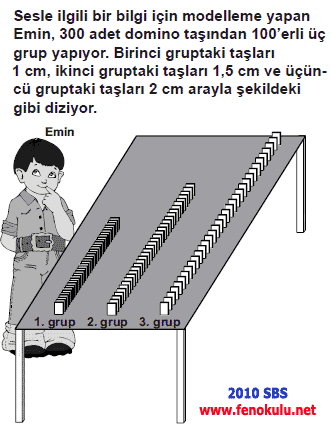 Sesle ilgili bir bilgi için modelleme yapan
Emin, 300 adet domino taşından 100'erli üç
grup yapıyor. Birinci gruptaki taşları
1 cm, ikinci gruptaki taşları 1,5 cm ve üçün-
cü gruptaki taşları 2 cm arayla şekildeki
gibi diziyor.
Emin
1. grup 2. grup 3. grup
2010 SBS
www.fenokulu.net